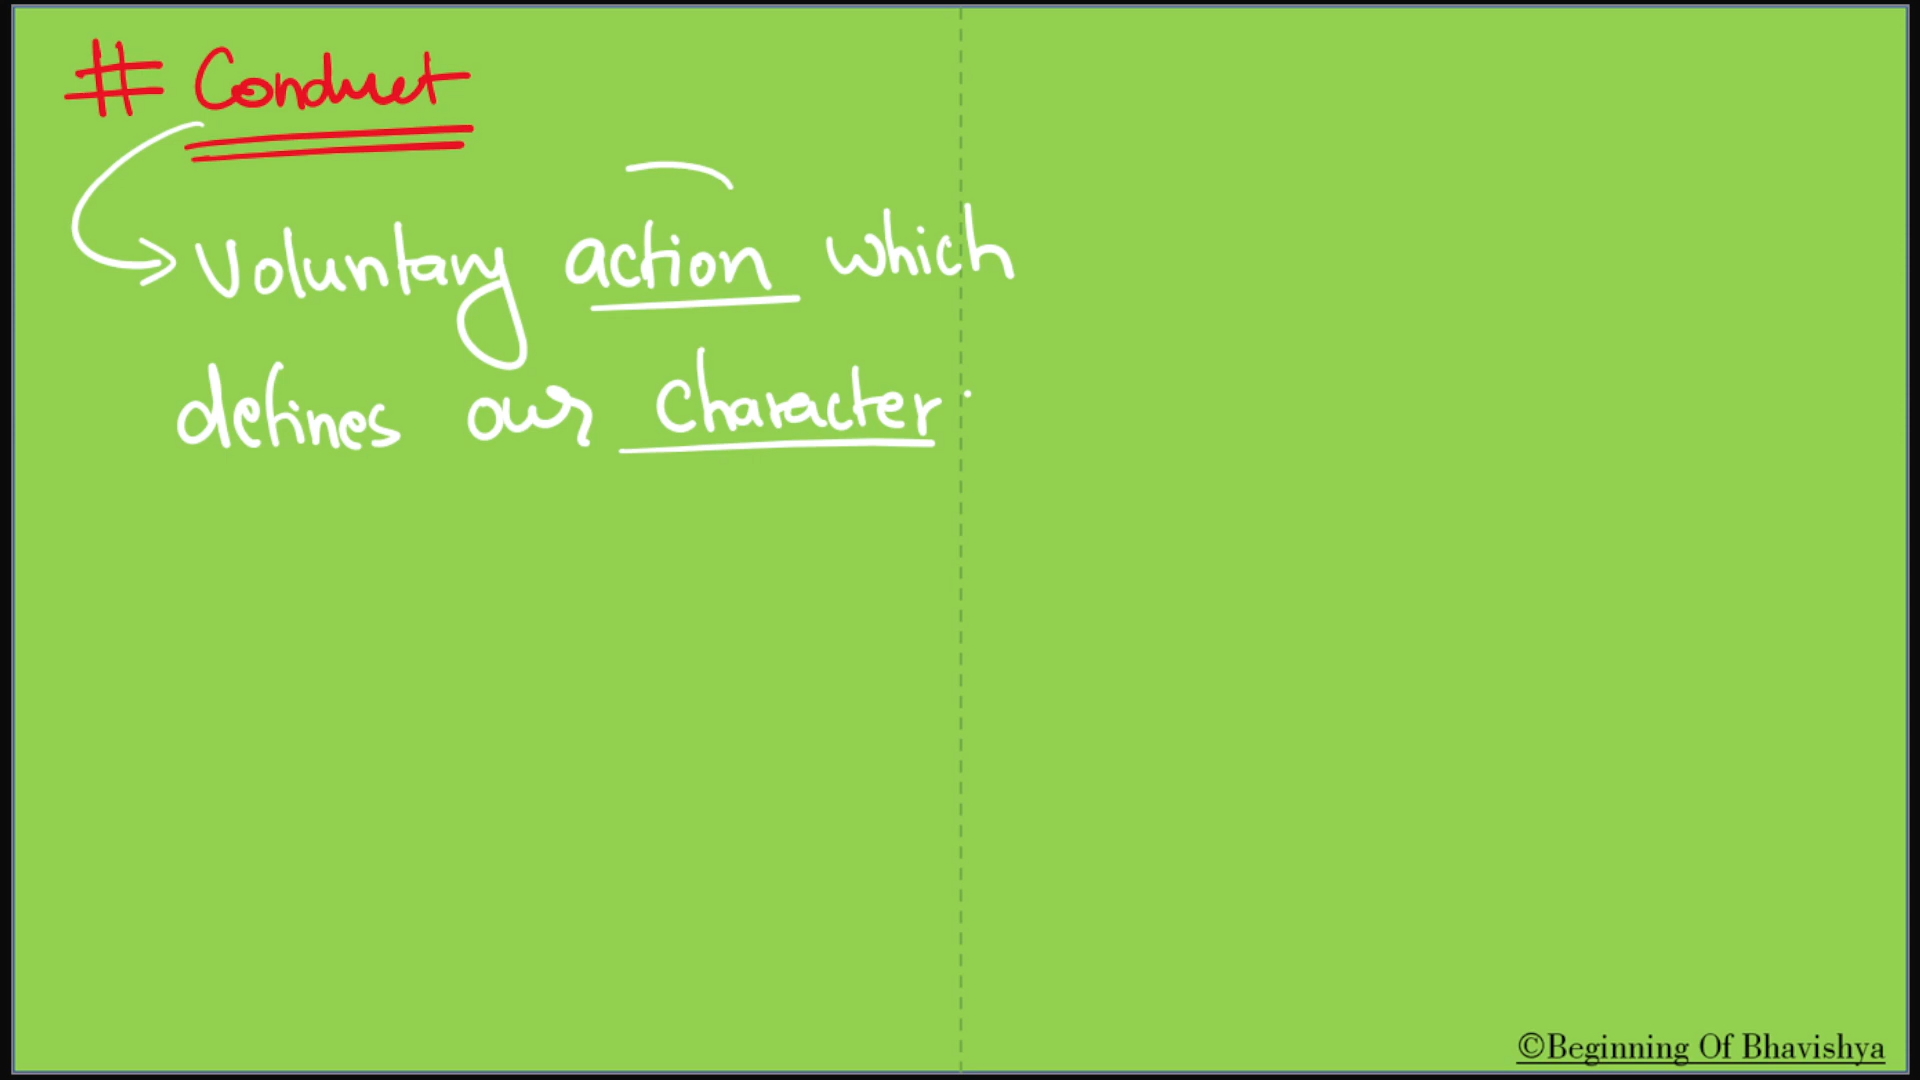 # Conduct
Voluntary action which
defines our character.
©Beginning Of Bhavishya